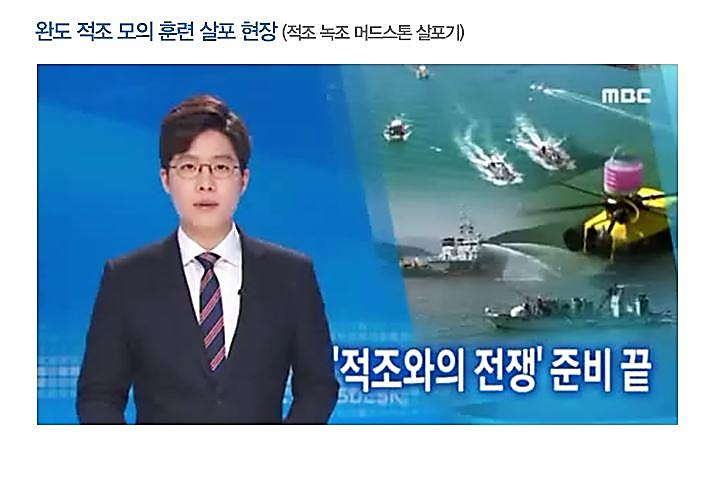 완도 적조 모의 훈련 살포 현장 (적조 녹조 머드스톤 살포기)
MBC
'적조와의 전쟁' 준비 끝